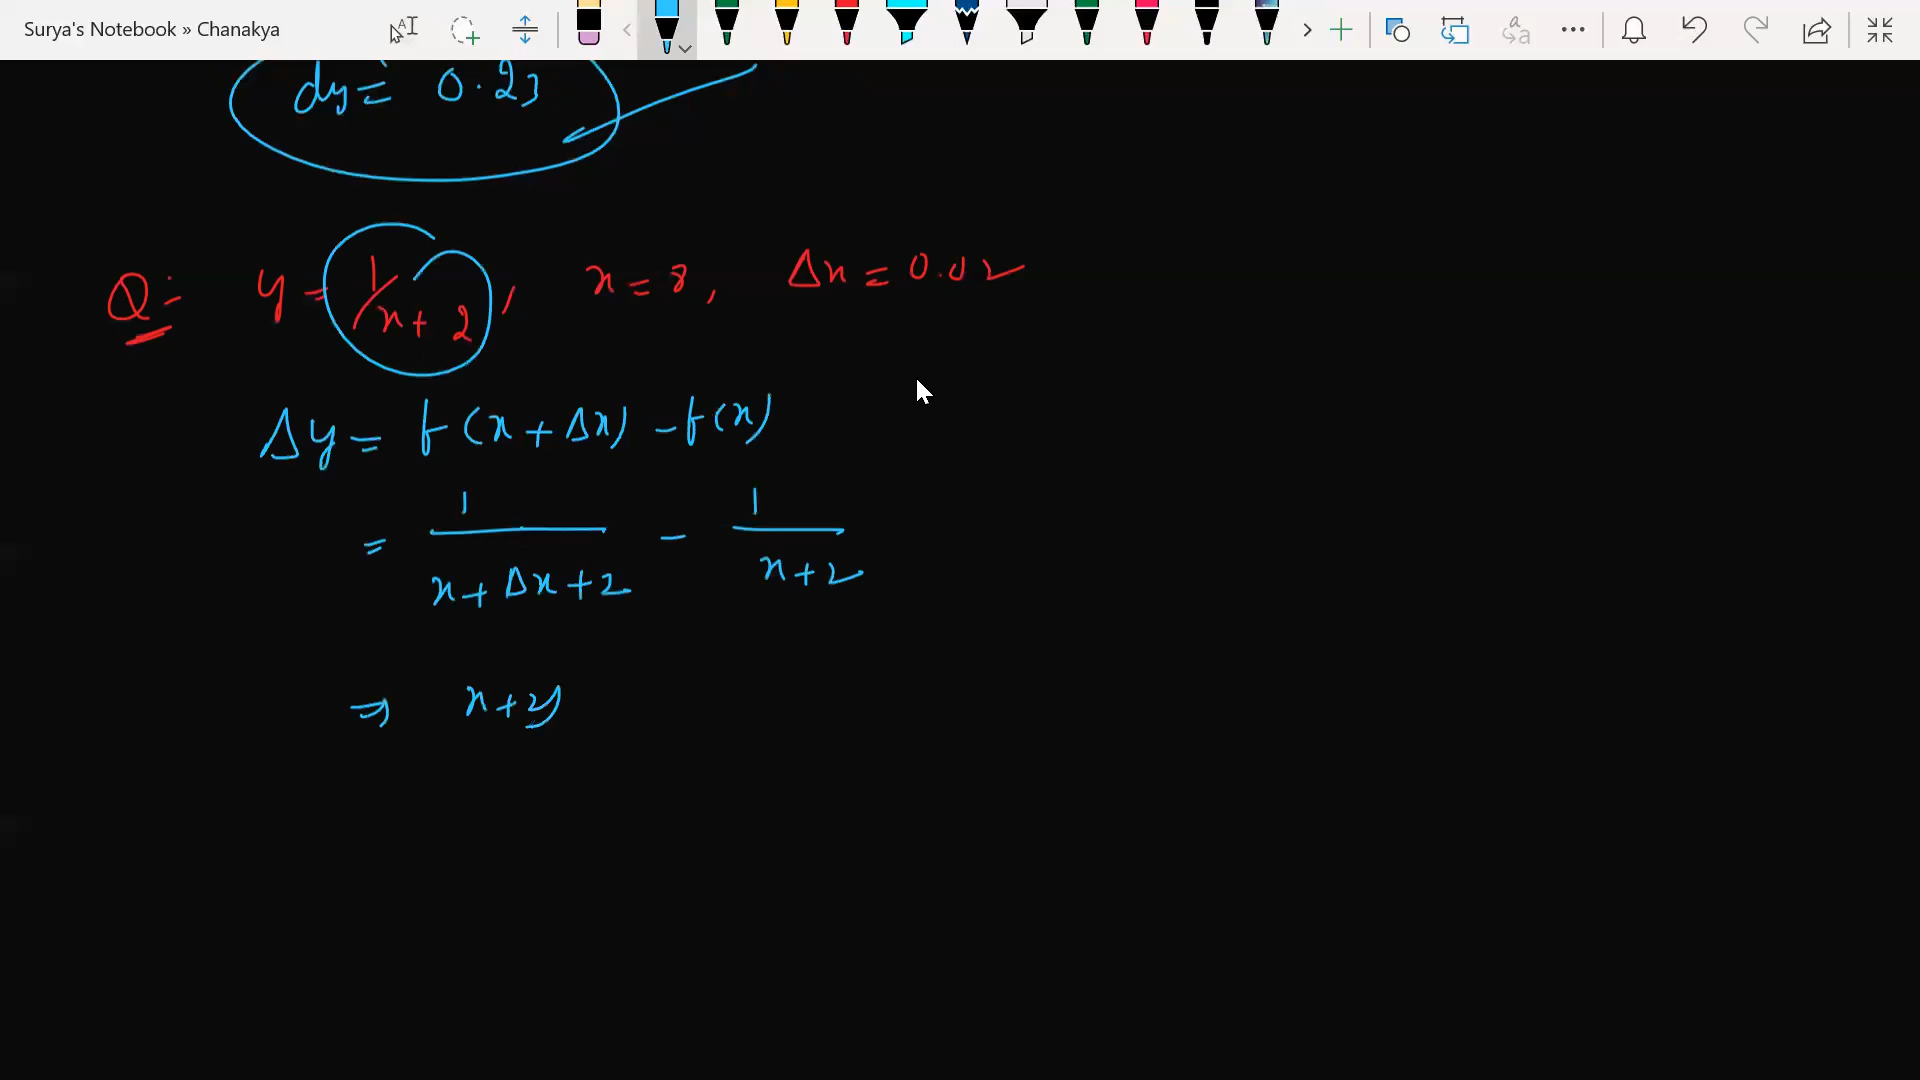 Surya's Notebook » Chanakya
dy = 0.23
Q:- y = 1/x+2, x = 8, Δx = 0.02
Δy = f(x+Δx) - f(x)
= 1/x+Δx+2 - 1/x+2
⇒ x+2